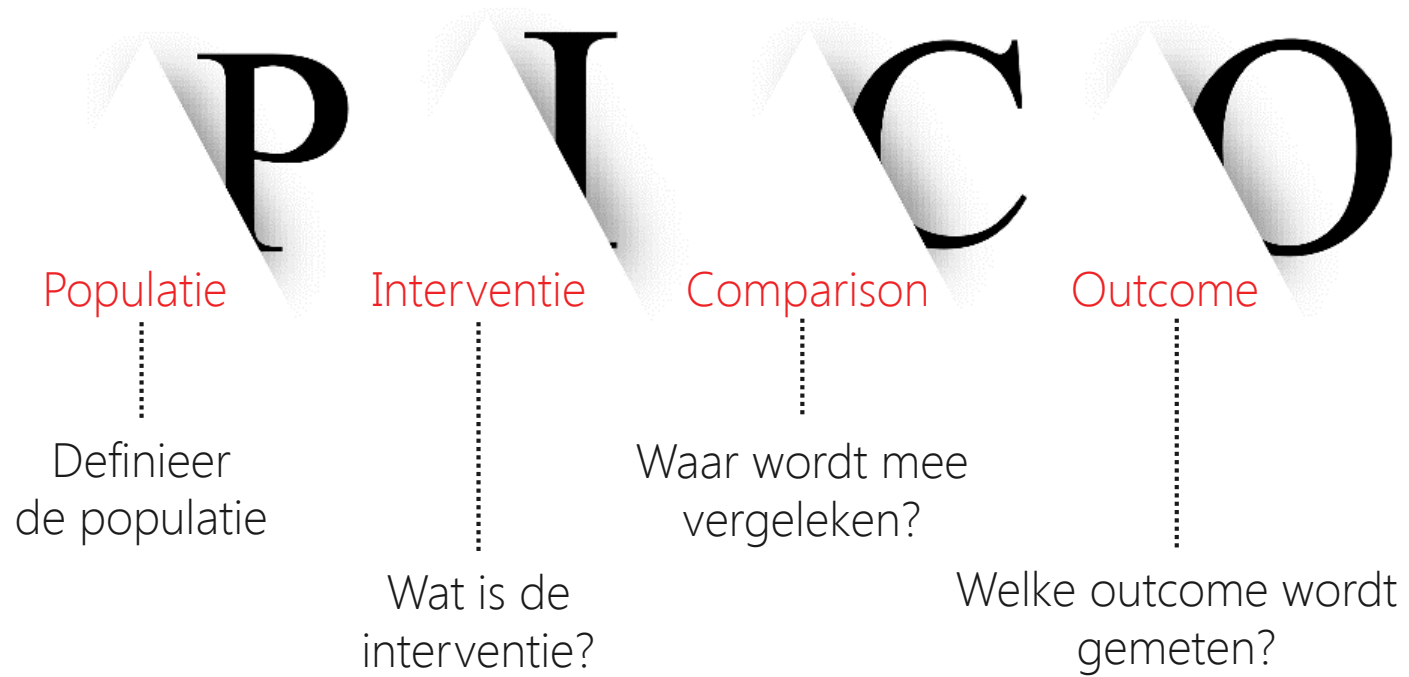 P I C O
Populatie Interventie Comparison Outcome
Definieer
de populatie
Wat is de
interventie?
Waar wordt mee
vergeleken?
Welke outcome wordt
gemeten?